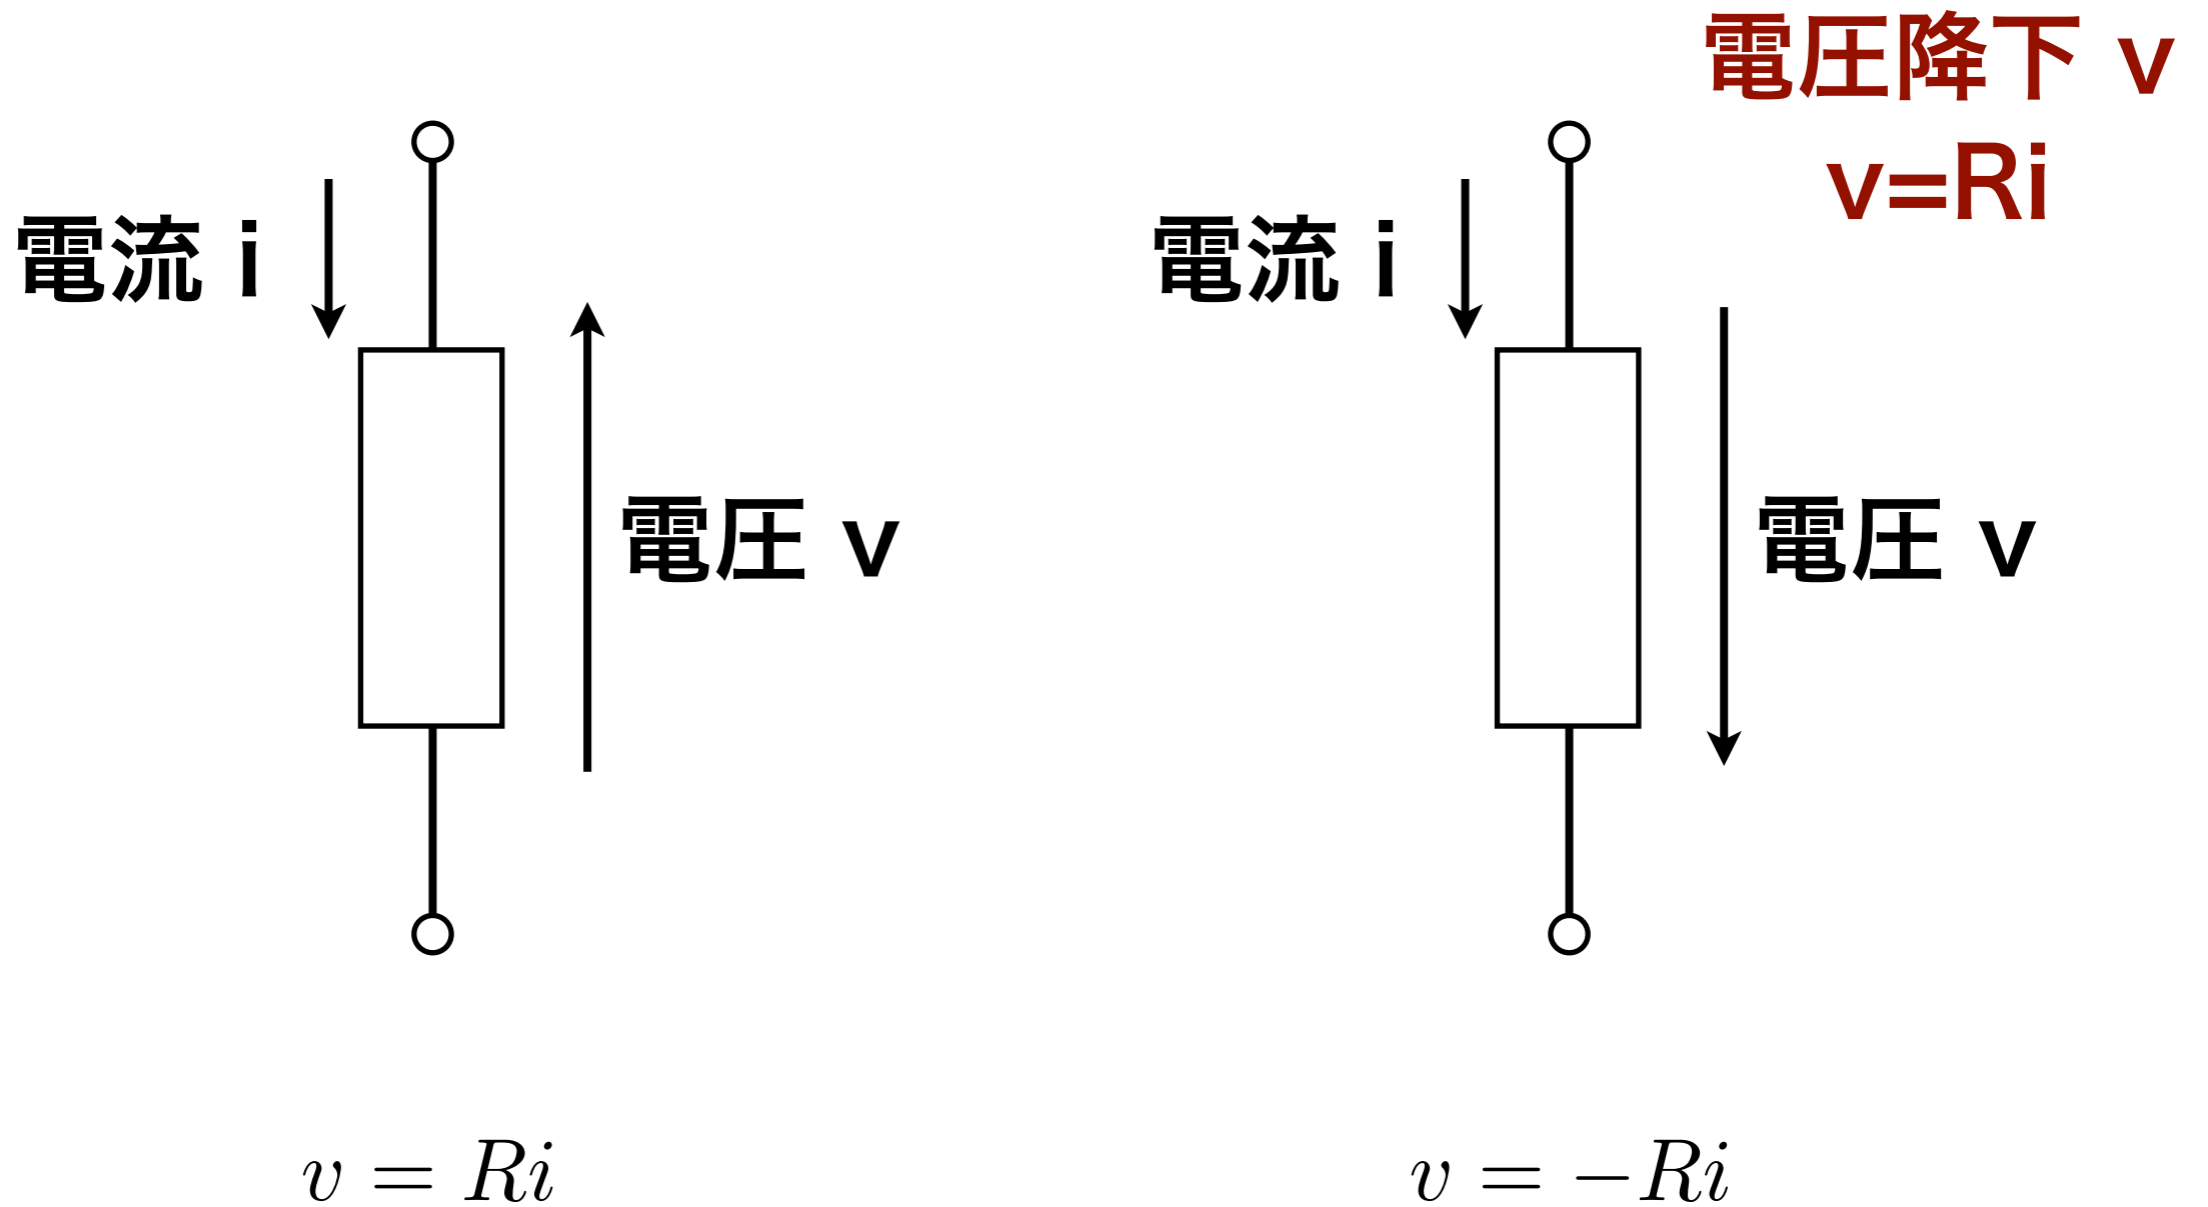 電流 i
電圧 v
v = Ri
電圧降下 v
v=Ri
電流 i
電圧 v
v = −Ri